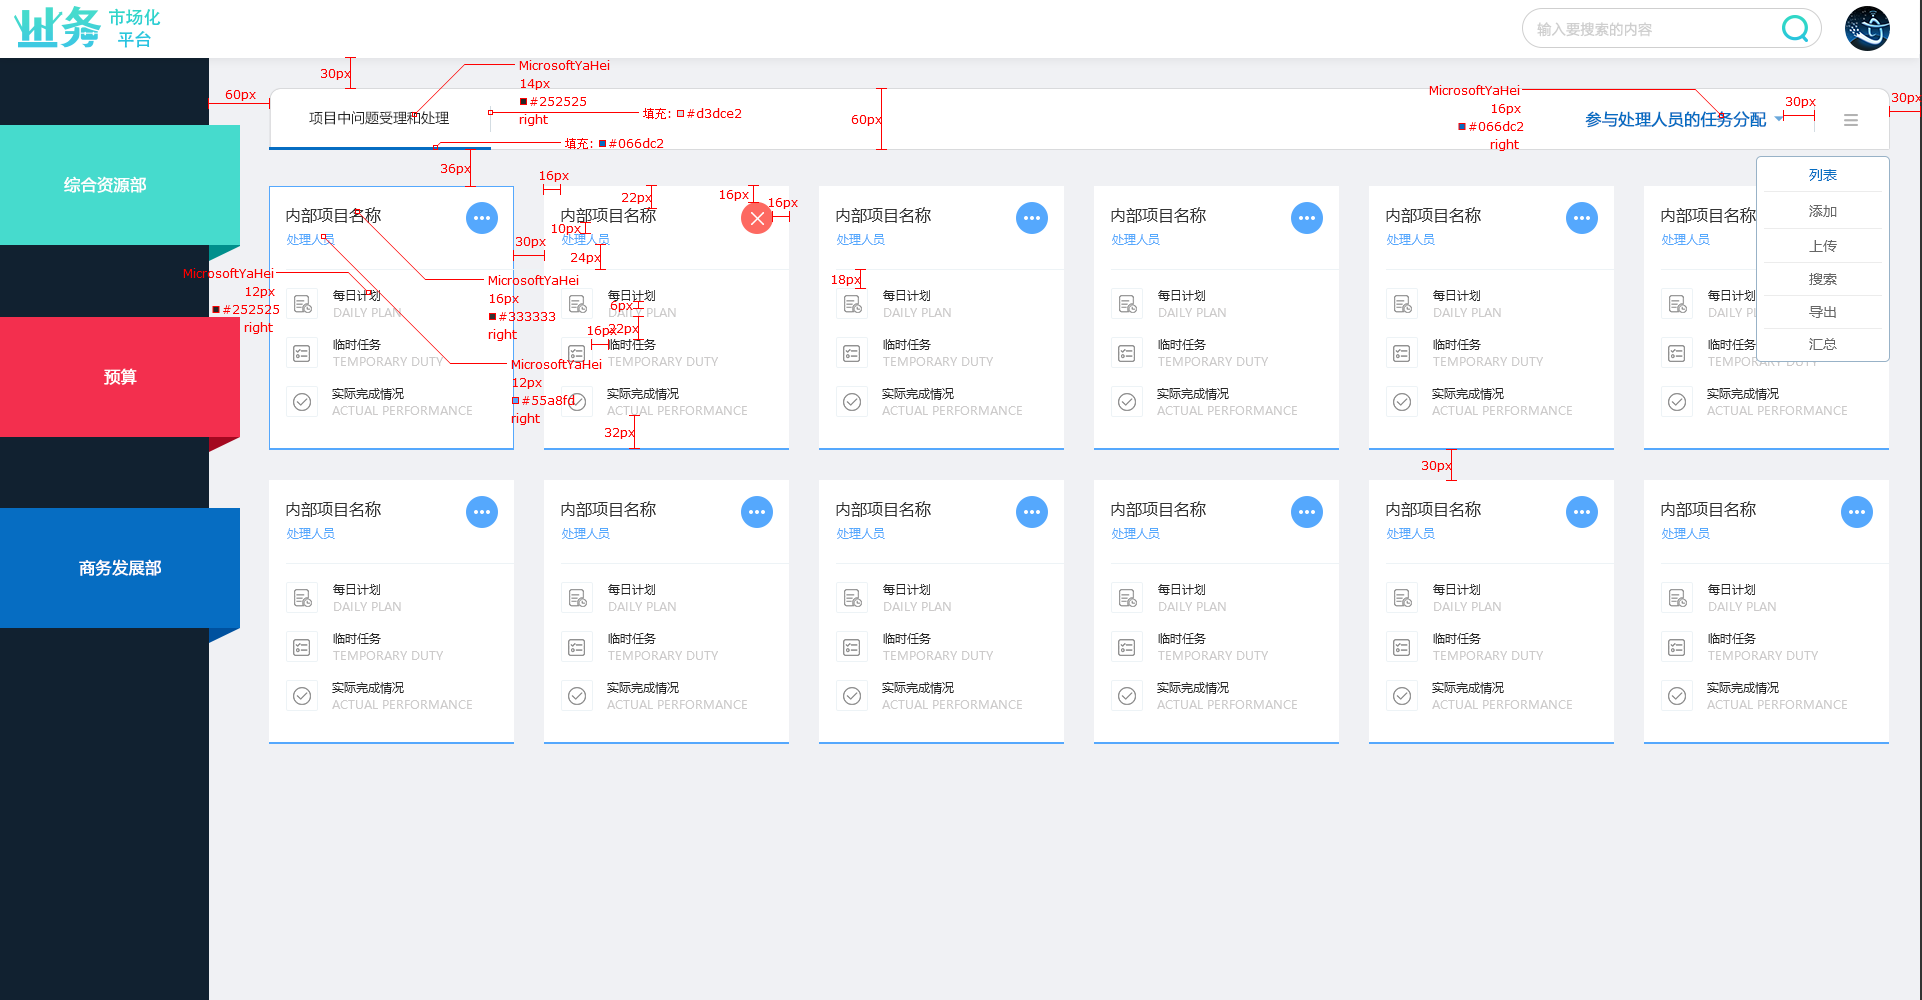 业务 市场化
平台
输入要搜索的内容
综合资源部
预算
商务发展部
30px
60px
项目中问题受理和处理
MicrosoftYaHei
14px
#252525
right
填充: #d3dce2
填充: #066dc2
60px
MicrosoftYaHei
16px
#066dc2
right
参与处理人员的任务分配
30px
30px
列表
添加
上传
搜索
导出
汇总
36px
16px
22px
16px
16px
10px
30px
24px
18px
6px
22px
16px
32px
30px
MicrosoftYaHei
12px
#252525
right
MicrosoftYaHei
16px
#333333
right
MicrosoftYaHei
12px
#55a8fd
right
内部项目名称
处理人员
每日计划
DAILY PLAN
临时任务
TEMPORARY DUTY
实际完成情况
ACTUAL PERFORMANCE
内部项目名称
处理人员
每日计划
DAILY PLAN
临时任务
TEMPORARY DUTY
实际完成情况
ACTUAL PERFORMANCE
内部项目名称
处理人员
每日计划
DAILY PLAN
临时任务
TEMPORARY DUTY
实际完成情况
ACTUAL PERFORMANCE
内部项目名称
处理人员
每日计划
DAILY PLAN
临时任务
TEMPORARY DUTY
实际完成情况
ACTUAL PERFORMANCE
内部项目名称
处理人员
每日计划
DAILY PLAN
临时任务
TEMPORARY DUTY
实际完成情况
ACTUAL PERFORMANCE
内部项目名称
处理人员
每日计划
DAILY PL
临时任务
TEMPORARY DUTY
实际完成情况
ACTUAL PERFORMANCE
内部项目名称
处理人员
每日计划
DAILY PLAN
临时任务
TEMPORARY DUTY
实际完成情况
ACTUAL PERFORMANCE
内部项目名称
处理人员
每日计划
DAILY PLAN
临时任务
TEMPORARY DUTY
实际完成情况
ACTUAL PERFORMANCE
内部项目名称
处理人员
每日计划
DAILY PLAN
临时任务
TEMPORARY DUTY
实际完成情况
ACTUAL PERFORMANCE
内部项目名称
处理人员
每日计划
DAILY PLAN
临时任务
TEMPORARY DUTY
实际完成情况
ACTUAL PERFORMANCE
内部项目名称
处理人员
每日计划
DAILY PLAN
临时任务
TEMPORARY DUTY
实际完成情况
ACTUAL PERFORMANCE
内部项目名称
处理人员
每日计划
DAILY PLAN
临时任务
TEMPORARY DUTY
实际完成情况
ACTUAL PERFORMANCE